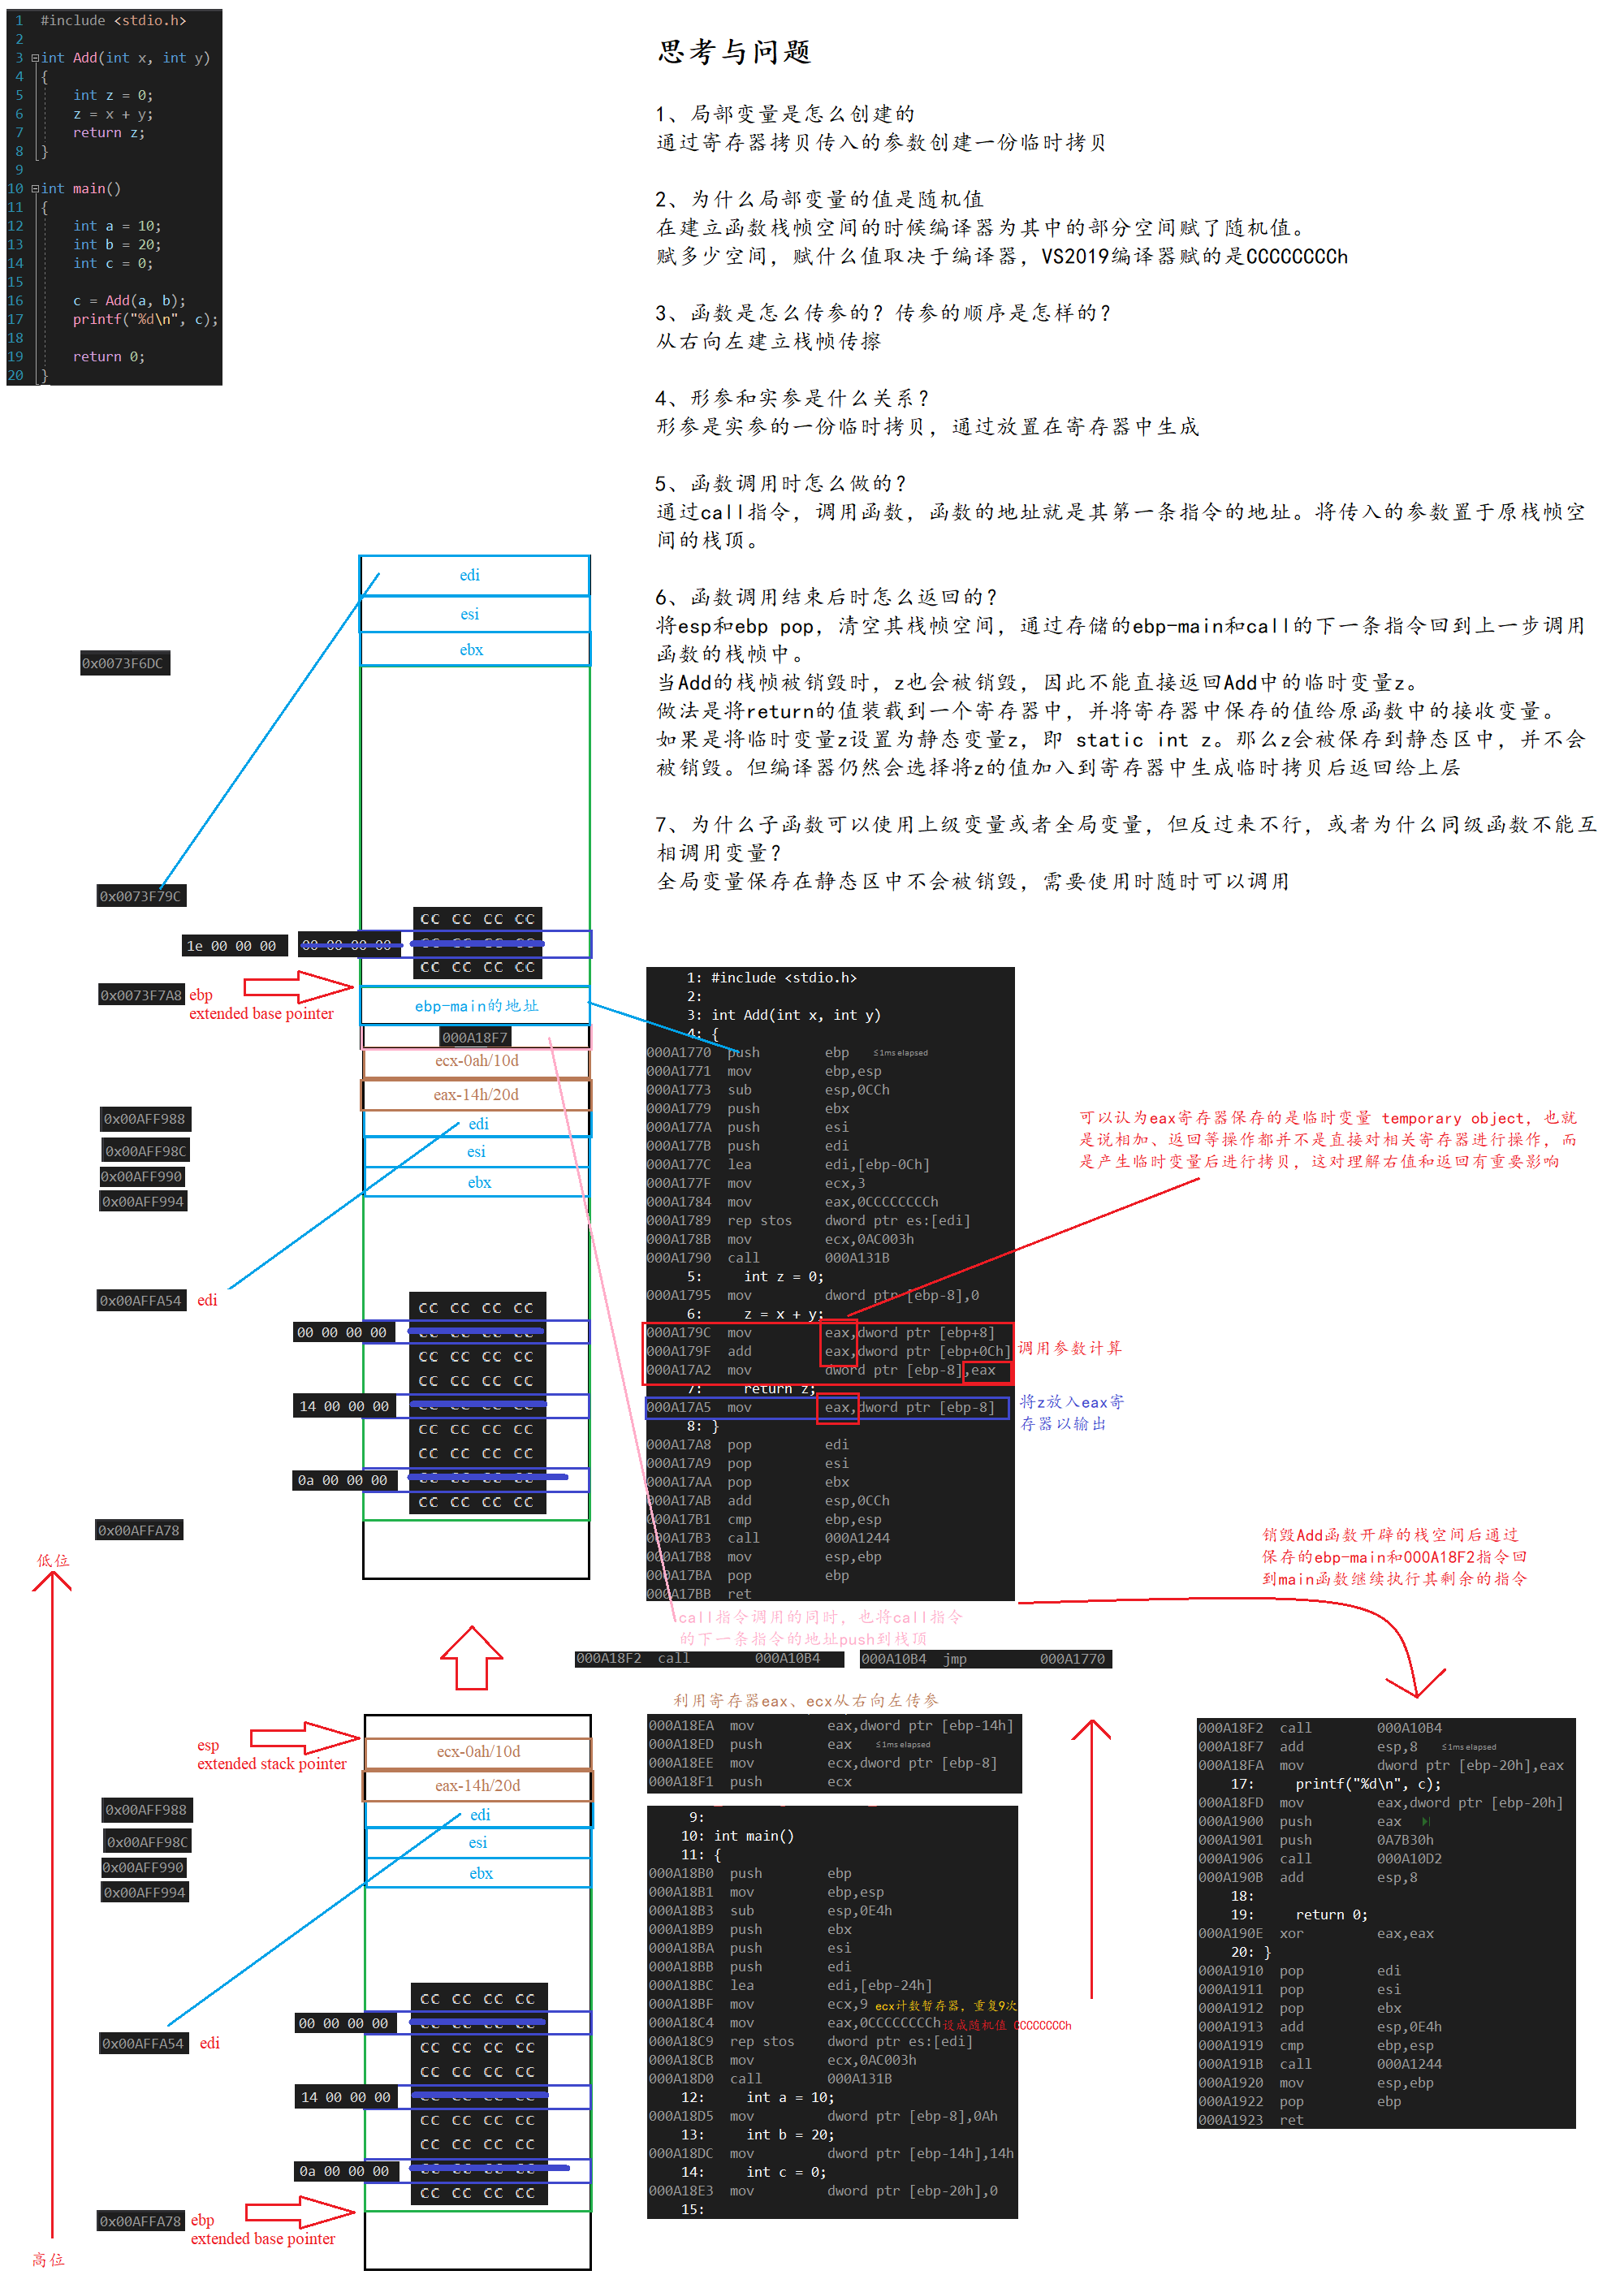 1 #include <stdio.h>
2
3 int Add(int x, int y)
4 {
5 int z = 0;
6 z = x + y;
7 return z;
8 }
9
10 int main()
11 {
12 int a = 10;
13 int b = 20;
14 int c = 0;
15
16 c = Add(a, b);
17 printf("%d\n", c);
18
19 return 0;
20 }
思考与问题
1、局部变量是怎么创建的
通过寄存器拷贝传入的参数创建一份临时拷贝
2、为什么局部变量的值是随机值
在建立函数栈帧空间的时候编译器为其中的部分空间赋了随机值。
赋多少空间，赋什么值取决于编译器，VS2019编译器赋的是CCCCCCCCh
3、函数是怎么传参的？传参的顺序是怎样的？
从右向左建立栈帧传擦
4、形参和实参是什么关系？
形参是实参的一份临时拷贝，通过放置在寄存器中生成
5、函数调用时怎么做的？
通过call指令，调用函数，函数的地址就是其第一条指令的地址。将传入的参数置于原栈帧空
间的栈顶。
6、函数调用结束后时怎么返回的？
将esp和ebp pop，清空其栈帧空间，通过存储的ebp-main和call的下一条指令回到上一步调用
函数的栈帧中。
当Add的栈帧被销毁时，z也会被销毁，因此不能直接返回Add中的临时变量z。
做法是将return的值装载到一个寄存器中，并将寄存器中保存的值给原函数中的接收变量。
如果是将临时变量z设置为静态变量z，即 static int z。那么z会被保存到静态区中，并不会
被销毁。但编译器仍然会选择将z的值加入到寄存器中生成临时拷贝后返回给上层
7、为什么子函数可以使用上级变量或者全局变量，但反过来不行，或者为什么同级函数不能互
相调用变量？
全局变量保存在静态区中不会被销毁，需要使用时随时可以调用
edi
esi
ebx
0x0073F6DC
0x0073F79C
CC CC CC CC
1e 00 00 00 00 00 00 00 CC CC CC CC
CC CC CC CC
0x0073F7A8 ebp
extended base pointer
ebp-main的地址
000A18F7
ecx-0ah/10d
eax-14h/20d
0x00AFF988
edi
0x00AFF98C
esi
0x00AFF990
ebx
0x00AFF994
0x00AFFA54 edi
CC CC CC CC
00 00 00 00 CC CC CC CC
CC CC CC CC
CC CC CC CC
14 00 00 00 CC CC CC CC
CC CC CC CC
CC CC CC CC
0a 00 00 00 CC CC CC CC
CC CC CC CC
0x00AFFA78
低位
1: #include <stdio.h>
2:
3: int Add(int x, int y)
4: {
000A1770 push ebp ≤1ms elapsed
000A1771 mov ebp,esp
000A1773 sub esp,0CCh
000A1779 push ebx
000A177A push esi
000A177B push edi
000A177C lea edi,[ebp-0Ch]
000A177F mov ecx,3
000A1784 mov eax,0CCCCCCCCh
000A1789 rep stos dword ptr es:[edi]
000A178B mov ecx,0AC003h
000A1790 call 000A131B
5: int z = 0;
000A1795 mov dword ptr [ebp-8],0
6: z = x + y;
000A179C mov eax,dword ptr [ebp+8]
000A179F add eax,dword ptr [ebp+0Ch]
000A17A2 mov dword ptr [ebp-8],eax
7: return z;
000A17A5 mov eax,dword ptr [ebp-8]
8: }
000A17A8 pop edi
000A17A9 pop esi
000A17AA pop ebx
000A17AB add esp,0CCh
000A17B1 cmp ebp,esp
000A17B3 call 000A1244
000A17B8 mov esp,ebp
000A17BA pop ebp
000A17BB ret
可以认为eax寄存器保存的是临时变量 temporary object，也就
是说相加、返回等操作都并不是直接对相关寄存器进行操作，而
是产生临时变量后进行拷贝，这对理解右值和返回有重要影响
调用参数计算
将z放入eax寄
存器以输出
销毁Add函数开辟的栈空间后通过
保存的ebp-main和000A18F2指令回
到main函数继续执行其剩余的指令
call指令调用的同时，也将call指令
的下一条指令的地址push到栈顶
000A18F2 call 000A10B4
000A10B4 jmp 000A1770
利用寄存器eax、ecx从右向左传参
000A18EA mov eax,dword ptr [ebp-14h]
000A18ED push eax ≤1ms elapsed
000A18EE mov ecx,dword ptr [ebp-8]
000A18F1 push ecx
9:
10: int main()
11: {
000A18B0 push ebp
000A18B1 mov ebp,esp
000A18B3 sub esp,0E4h
000A18B9 push ebx
000A18BA push esi
000A18BB push edi
000A18BC lea edi,[ebp-24h]
000A18BF mov ecx,9 ecx计数暂存器，重复9次
000A18C4 mov eax,0CCCCCCCCh 设成随机值 CCCCCCCCh
000A18C9 rep stos dword ptr es:[edi]
000A18CB mov ecx,0AC003h
000A18D0 call 000A131B
12: int a = 10;
000A18D5 mov dword ptr [ebp-8],0Ah
13: int b = 20;
000A18DC mov dword ptr [ebp-14h],14h
14: int c = 0;
000A18E3 mov dword ptr [ebp-20h],0
15:
000A18F2 call 000A10B4
000A18F7 add esp,8 ≤1ms elapsed
000A18FA mov dword ptr [ebp-20h],eax
17: printf("%d\n", c);
000A18FD mov eax,dword ptr [ebp-20h]
000A1900 push eax
000A1901 push 0A7B30h
000A1906 call 000A10D2
000A190B add esp,8
18:
19: return 0;
000A190E xor eax,eax
20: }
000A1910 pop edi
000A1911 pop esi
000A1912 pop ebx
000A1913 add esp,0E4h
000A1919 cmp ebp,esp
000A191B call 000A1244
000A1920 mov esp,ebp
000A1922 pop ebp
000A1923 ret
esp
extended stack pointer
ecx-0ah/10d
eax-14h/20d
0x00AFF988
edi
0x00AFF98C
esi
0x00AFF990
ebx
0x00AFF994
CC CC CC CC
00 00 00 00 CC CC CC CC
0x00AFFA54 edi
CC CC CC CC
CC CC CC CC
14 00 00 00 CC CC CC CC
CC CC CC CC
CC CC CC CC
0a 00 00 00 CC CC CC CC
CC CC CC CC
0x00AFFA78 ebp
extended base pointer
高位